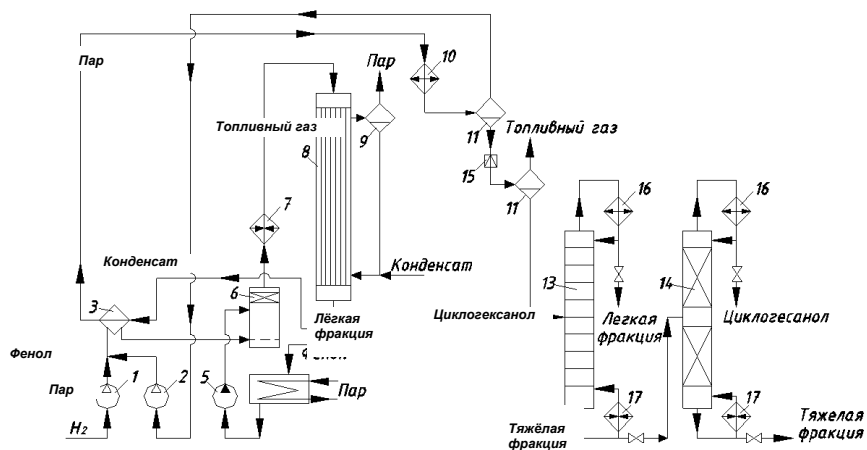 Пар
Пар
10
Топливный газ
Топливный газ
8
9
11
15
11
16
16
7
Конденсат
Конденсат
6
3
13
14
Лёгкая
фракция
Циклогексанол
Легкая
фракция
Циклогесанол
Фенол
Пар
1
2
5
Пар
17
17
H2
Тяжёлая
фракция
Тяжелая
фракция